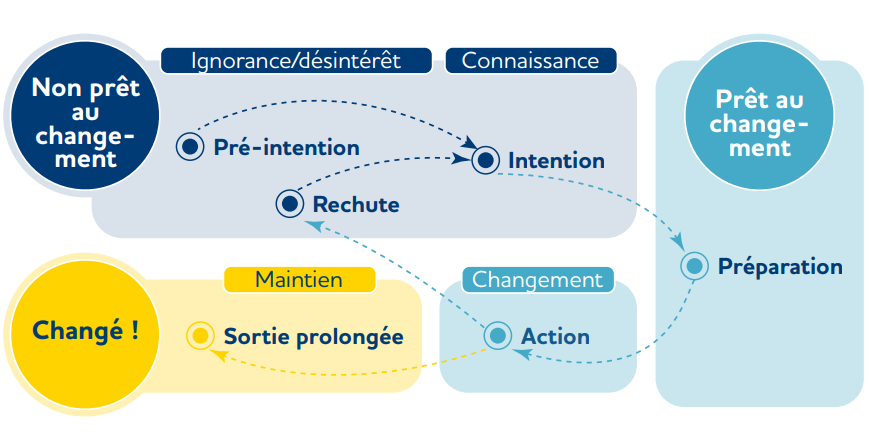 Ignorance/désintérêt
Connaissance
Non prêt
au
change-
ment
Pré-intention
Intention
Rechute
Prêt au
change-
ment
Préparation
Maintien
Changement
Changé !
Sortie prolongée
Action